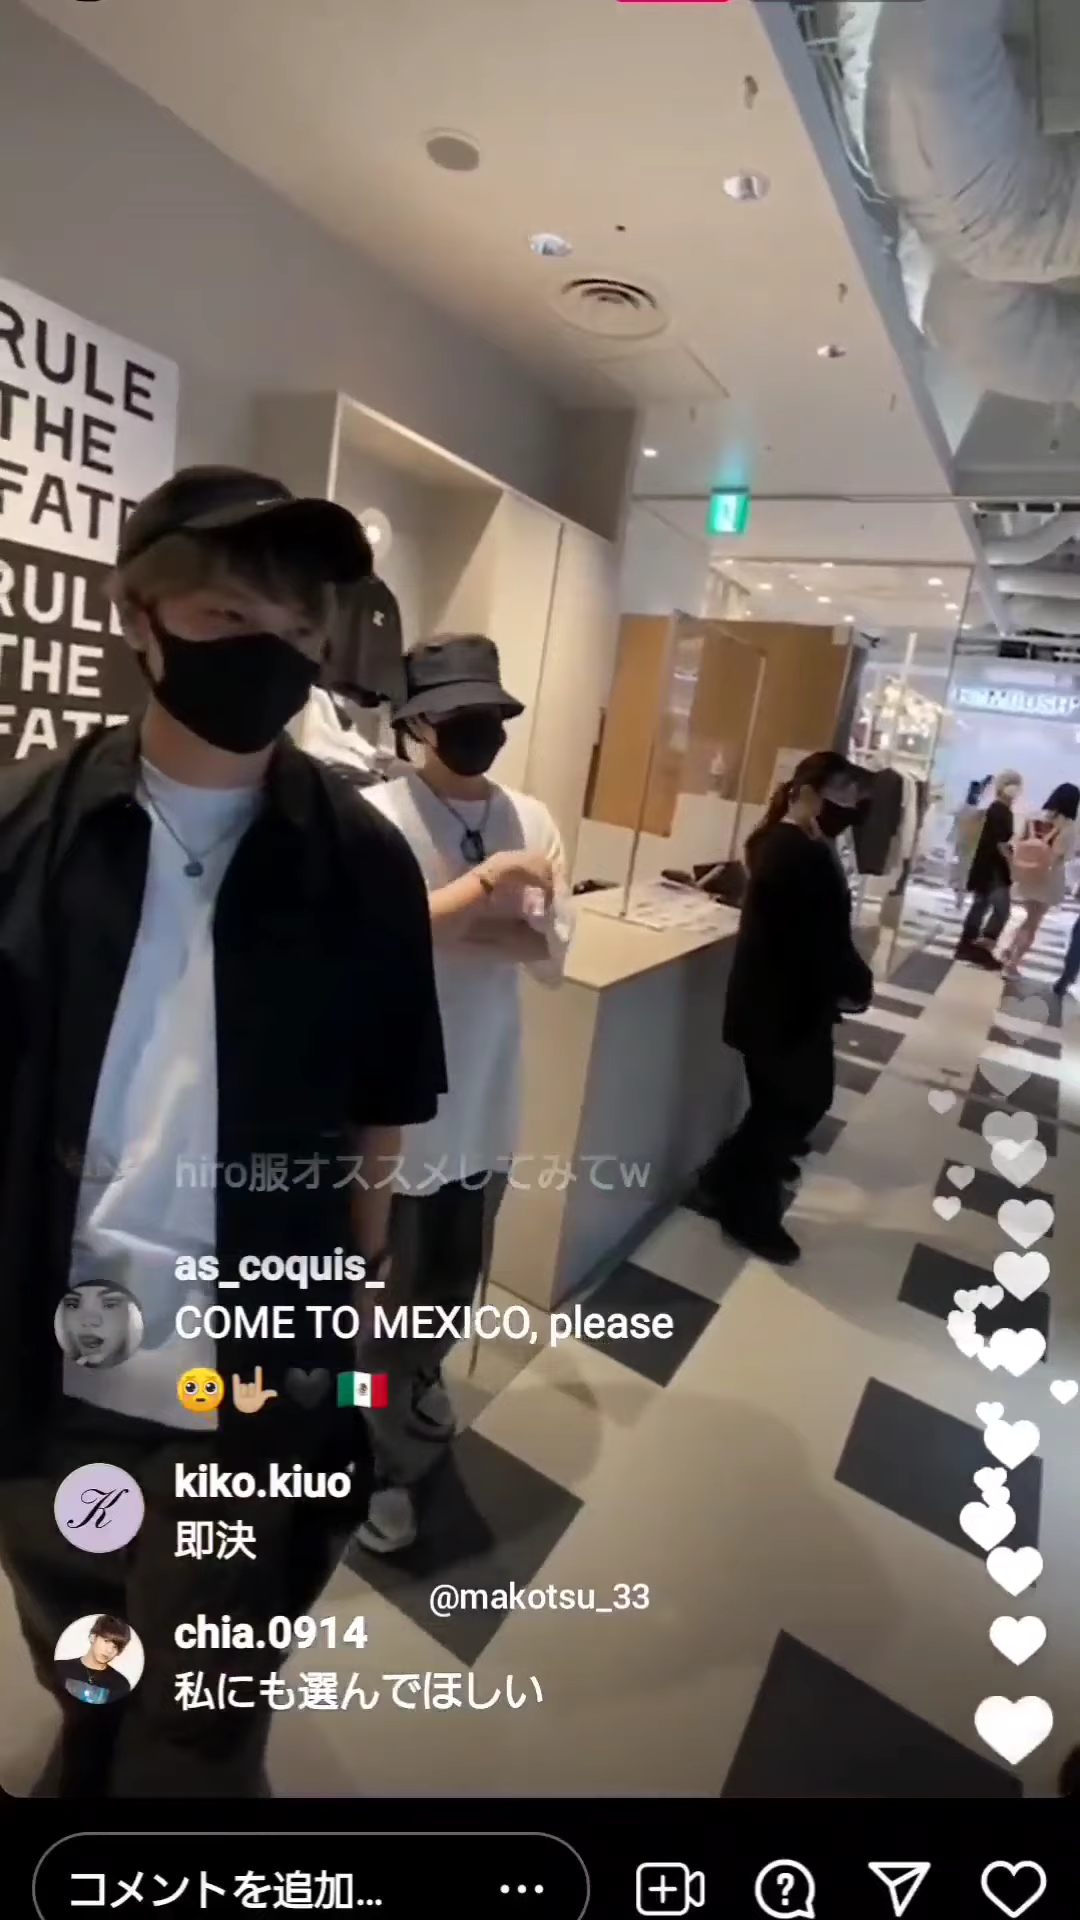 RULE
THE
FATE
RULE
THE
FATE
hiro服オススメしてみてw
as_coquis_
COME TO MEXICO, please
🥺🤟🏼🖤🇲🇽
kiko.kiuo
K
即決
@makotsu_33
chia.0914
私にも選んでほしい
コメントを追加...